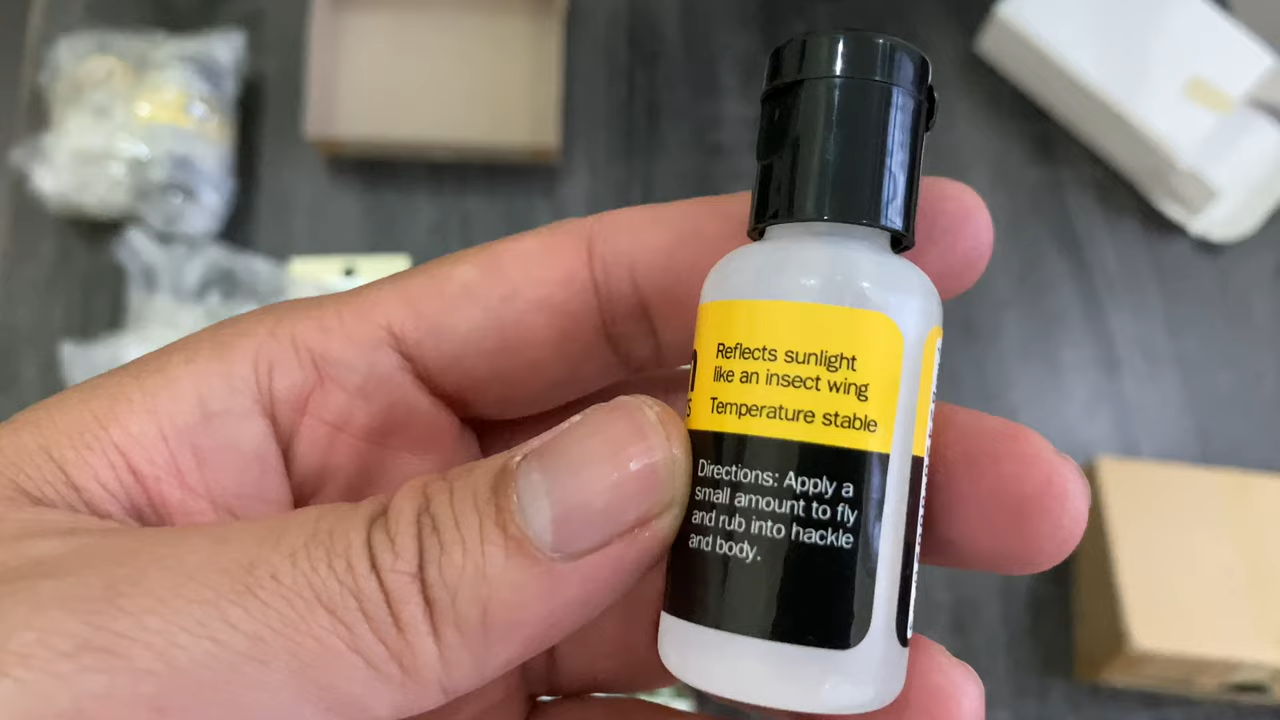 Reflects sunlight
like an insect wing
Temperature stable
Directions: Apply a
small amount to fly
and rub into hackle
and body.